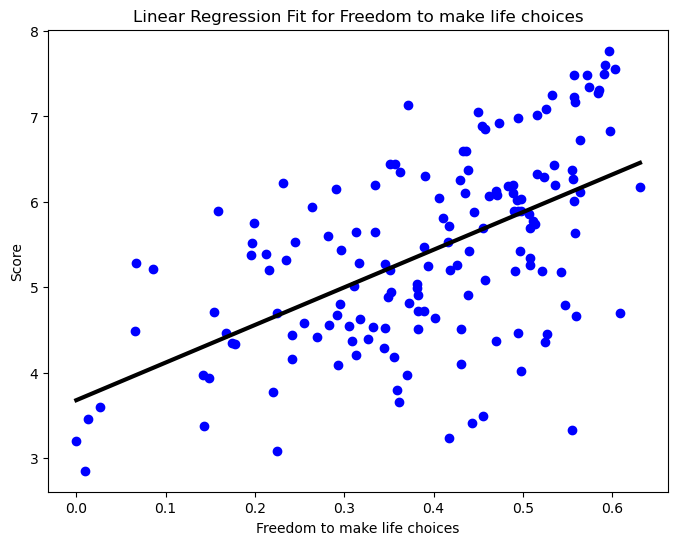 Linear Regression Fit for Freedom to make life choices
8
7
6
5
4
3
Score
0.0 0.1 0.2 0.3 0.4 0.5 0.6
Freedom to make life choices